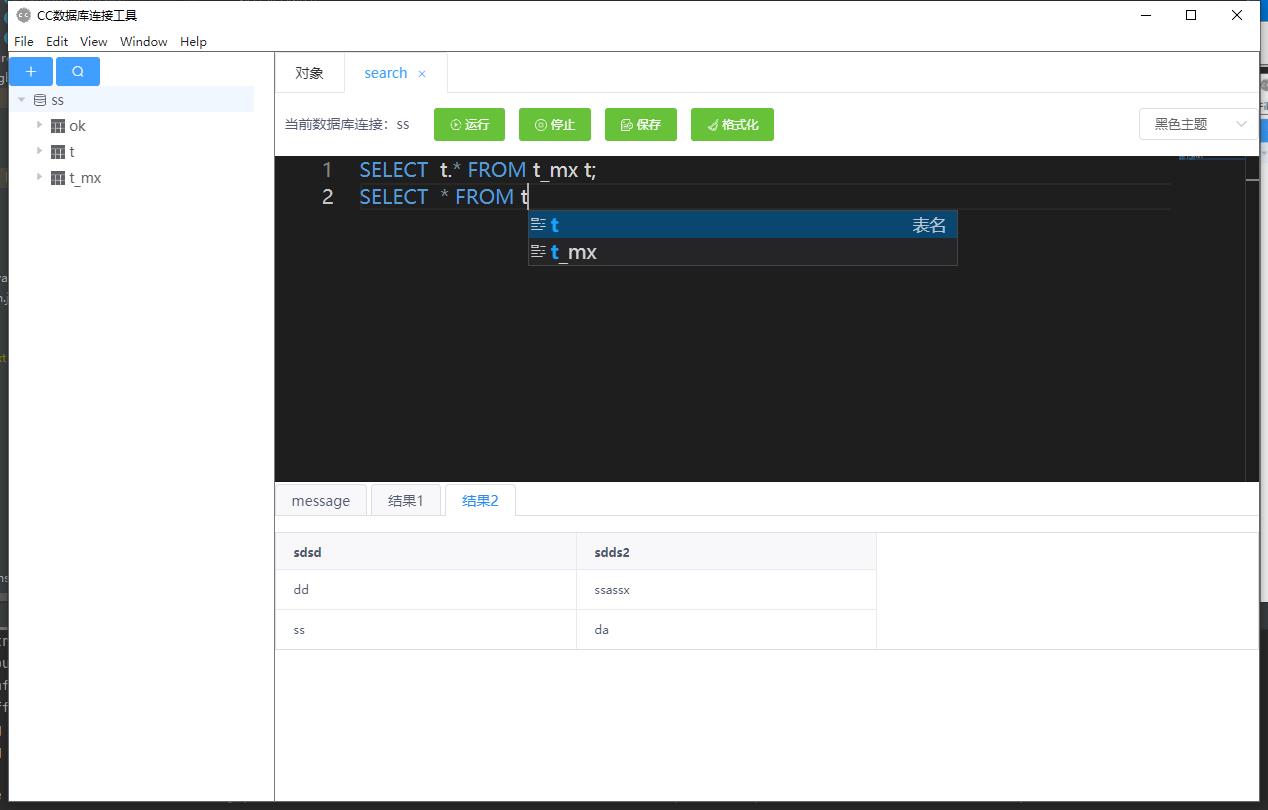 CC数据库连接工具
File Edit View Window Help
ss
ok
t
t_mx
对象 search ×
当前数据库连接：ss 运行 停止 保存 格式化 黑色主题
1 SELECT t.* FROM t_mx t;
2 SELECT * FROM t
t 表名
t_mx
message 结果1 结果2
sdsd sdds2
dd ssassx
ss da